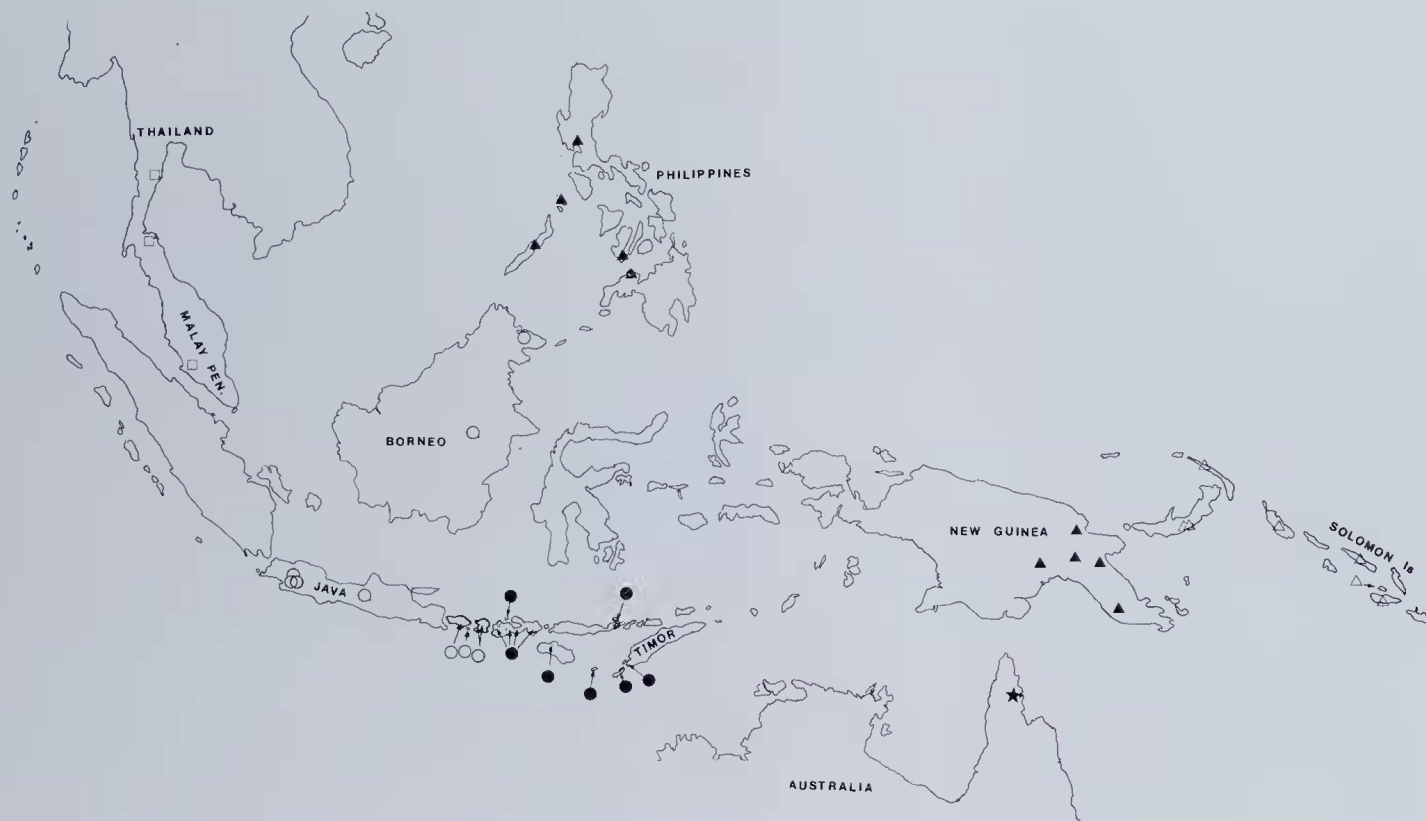 THAILAND
PHILIPPINES
MALAY PEN.
BORNEO
NEW GUINEA
SOLOMON Is
JAVA
TIMOR
AUSTRALIA